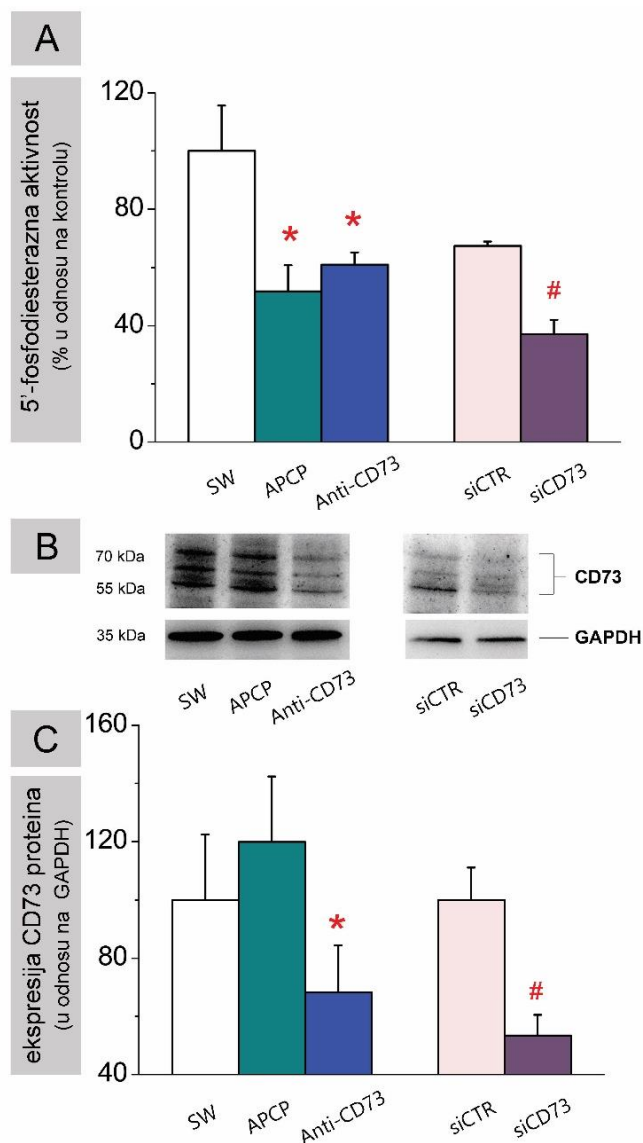 A
5'-fosfodiesterazna aktivnost
(% u odnosu na kontrolu)
120
80
40
0
*
*
#
SW
APCP
Anti-CD73
siCTR
siCD73
B
70 kDa
55 kDa
35 kDa
CD73
GAPDH
SW
APCP
Anti-CD73
siCTR
siCD73
C
ekspresija CD73 proteina
(u odnosu na GAPDH)
160
120
80
40
*
#
SW
APCP
Anti-CD73
siCTR
siCD73